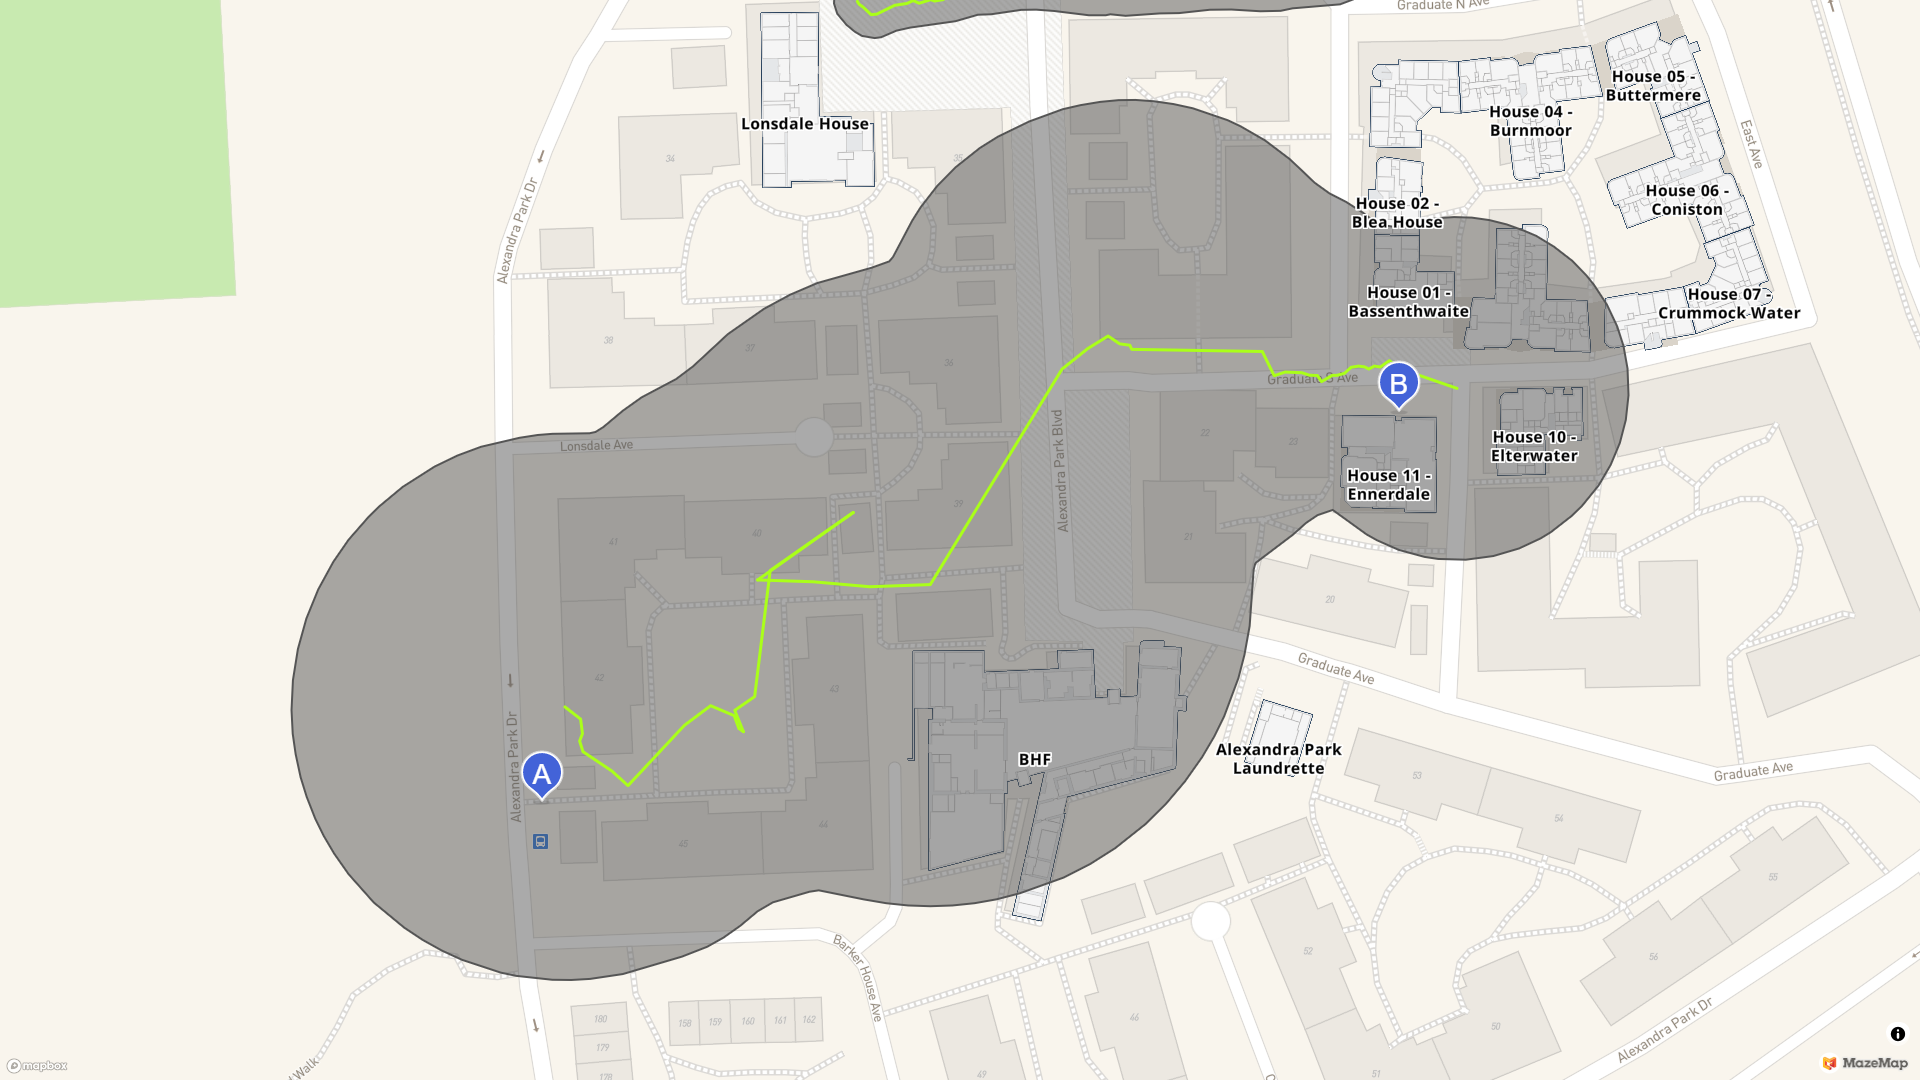 Graduate N Ave
House 05 -
Buttermere
Lonsdale House
House 04 -
Burnmoor
East Ave
34
35
Alexandra Park Dr
House 06 -
Coniston
House 02 -
Blea House
House 01 -
Bassenthwaite
House 07 -
Crummock Water
38
37
36
Graduate S Ave
B
Lonsdale Ave
Alexandra Park Blvd
22
23
House 10 -
Elterwater
House 11 -
Ennerdale
39
40
41
21
20
Graduate Ave
42
43
Alexandra Park Dr
A
BHF
Alexandra Park
Laundrette
Graduate Ave
53
54
44
45
55
56
52
Barker House Ave
46
180
158
159
160
161
162
179
178
Walk
49
50
51
Alexandra Park Dr
mapbox
MazeMap